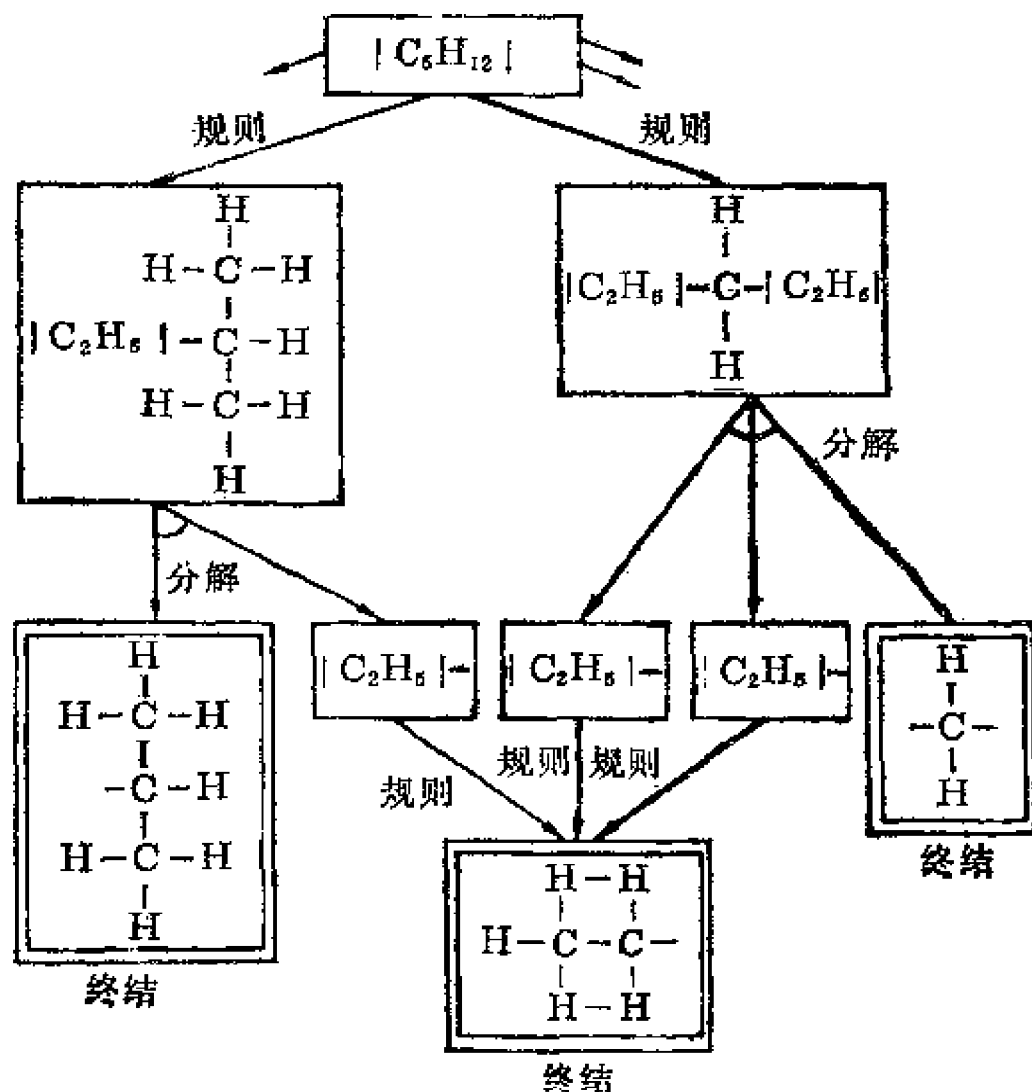 |C₅H₁₂|
规则 规则
H
H-C-H
|C₂H₅|-C-H
H-C-H
H
H
|C₂H₅|-C-|C₂H₅|
H
分解
分解
H
H-C-H
-C-H
H-C-H
H
终结
|C₂H₅|-
|C₂H₅|-
|C₂H₅|-
H
-C-
H
终结
规则 规则 规则
H-H
H-C-C-
H-H
终结